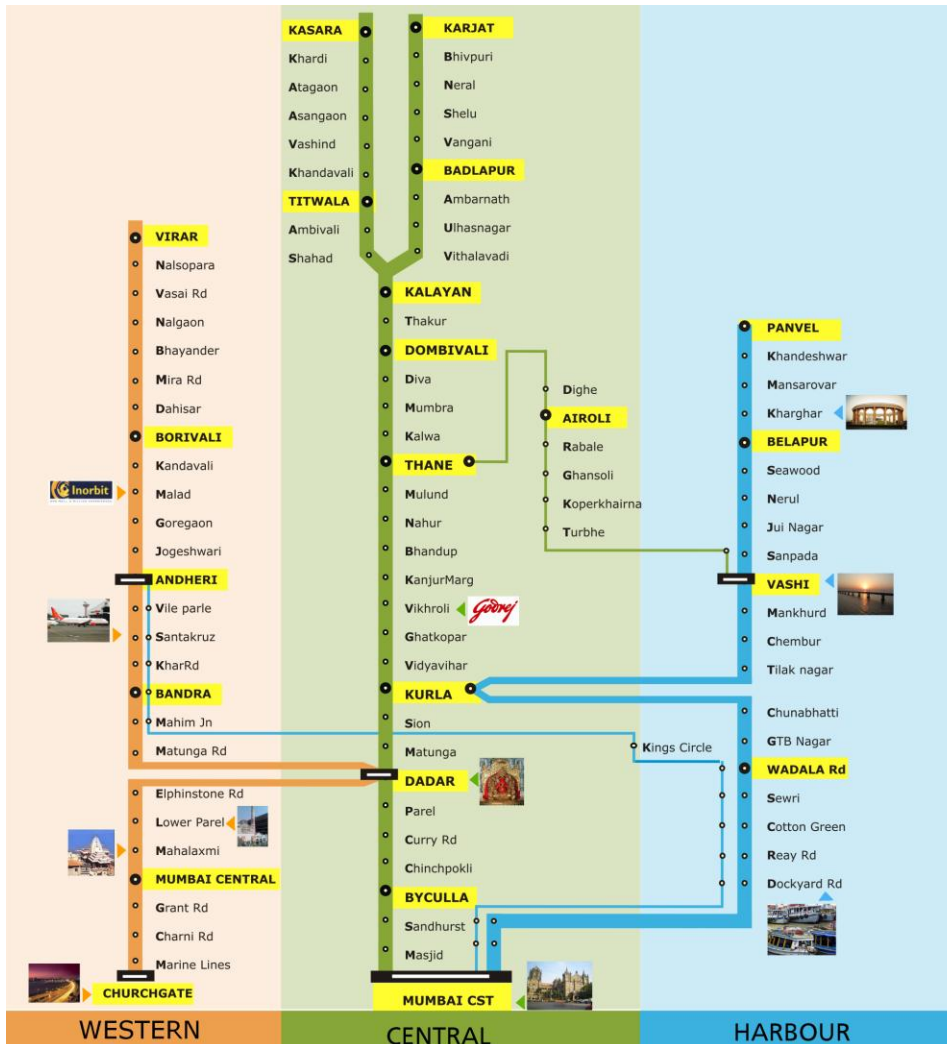 KASARA
Khardi
Atagaon
Asangaon
Vashind
Khandavali
TITWALA
Ambivali
Shahad
KARJAT
Bhivpuri
Neral
Shelu
Vangani
BADLAPUR
Ambarnath
Ulhasnagar
Vithalavadi
VIRAR
Nalsopara
Vasai Rd
Nalgaon
Bhayander
Mira Rd
Dahisar
BORIVALI
Kandavali
Inorbit
Malad
Goregaon
Jogeshwari
ANDHERI
Vile parle
Santakruz
KharRd
BANDRA
Mahim Jn
Matunga Rd
Elphinstone Rd
Lower Parel
Mahalaxmi
MUMBAI CENTRAL
Grant Rd
Charni Rd
Marine Lines
CHURCHGATE
KALAYAN
Thakur
DOMBIVALI
Diva
Mumbra
Kalwa
THANE
Mulund
Nahur
Bhandup
KanjurMarg
Vikhroli
Godrej
Ghatkopar
Vidyavihar
KURLA
Sion
Matunga
DADAR
Parel
Curry Rd
Chinchpokli
BYCULLA
Sandhurst
Masjid
MUMBAI CST
Dighe
AIROLI
Rabale
Ghansoli
Koperkhairna
Turbhe
Kings Circle
PANVEL
Khandeshwar
Mansarovar
Kharghar
BELAPUR
Seawood
Nerul
Jui Nagar
Sanpada
VASHI
Mankhurd
Chembur
Tilak nagar
Chunabhatti
GTB Nagar
WADALA Rd
Sewri
Cotton Green
Reay Rd
Dockyard Rd
WESTERN
CENTRAL
HARBOUR